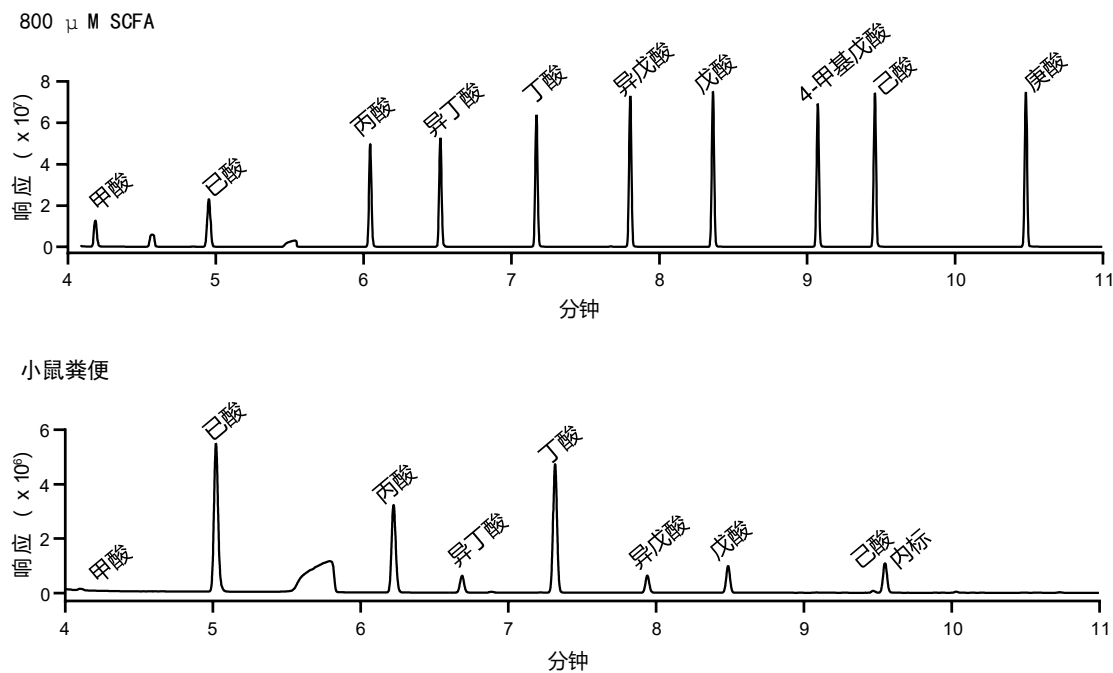 800 μ M SCFA
响应 ( x 10⁷)
8
6
4
2
0
甲酸
已酸
丙酸
异丁酸
丁酸
异戊酸
戊酸
4-甲基戊酸
己酸
庚酸
4 5 6 7 8 9 10 11
分钟
小鼠粪便
响应 ( x 10⁶)
6
4
2
0
甲酸
已酸
丙酸
异丁酸
丁酸
异戊酸
戊酸
己酸
内标
4 5 6 7 8 9 10 11
分钟